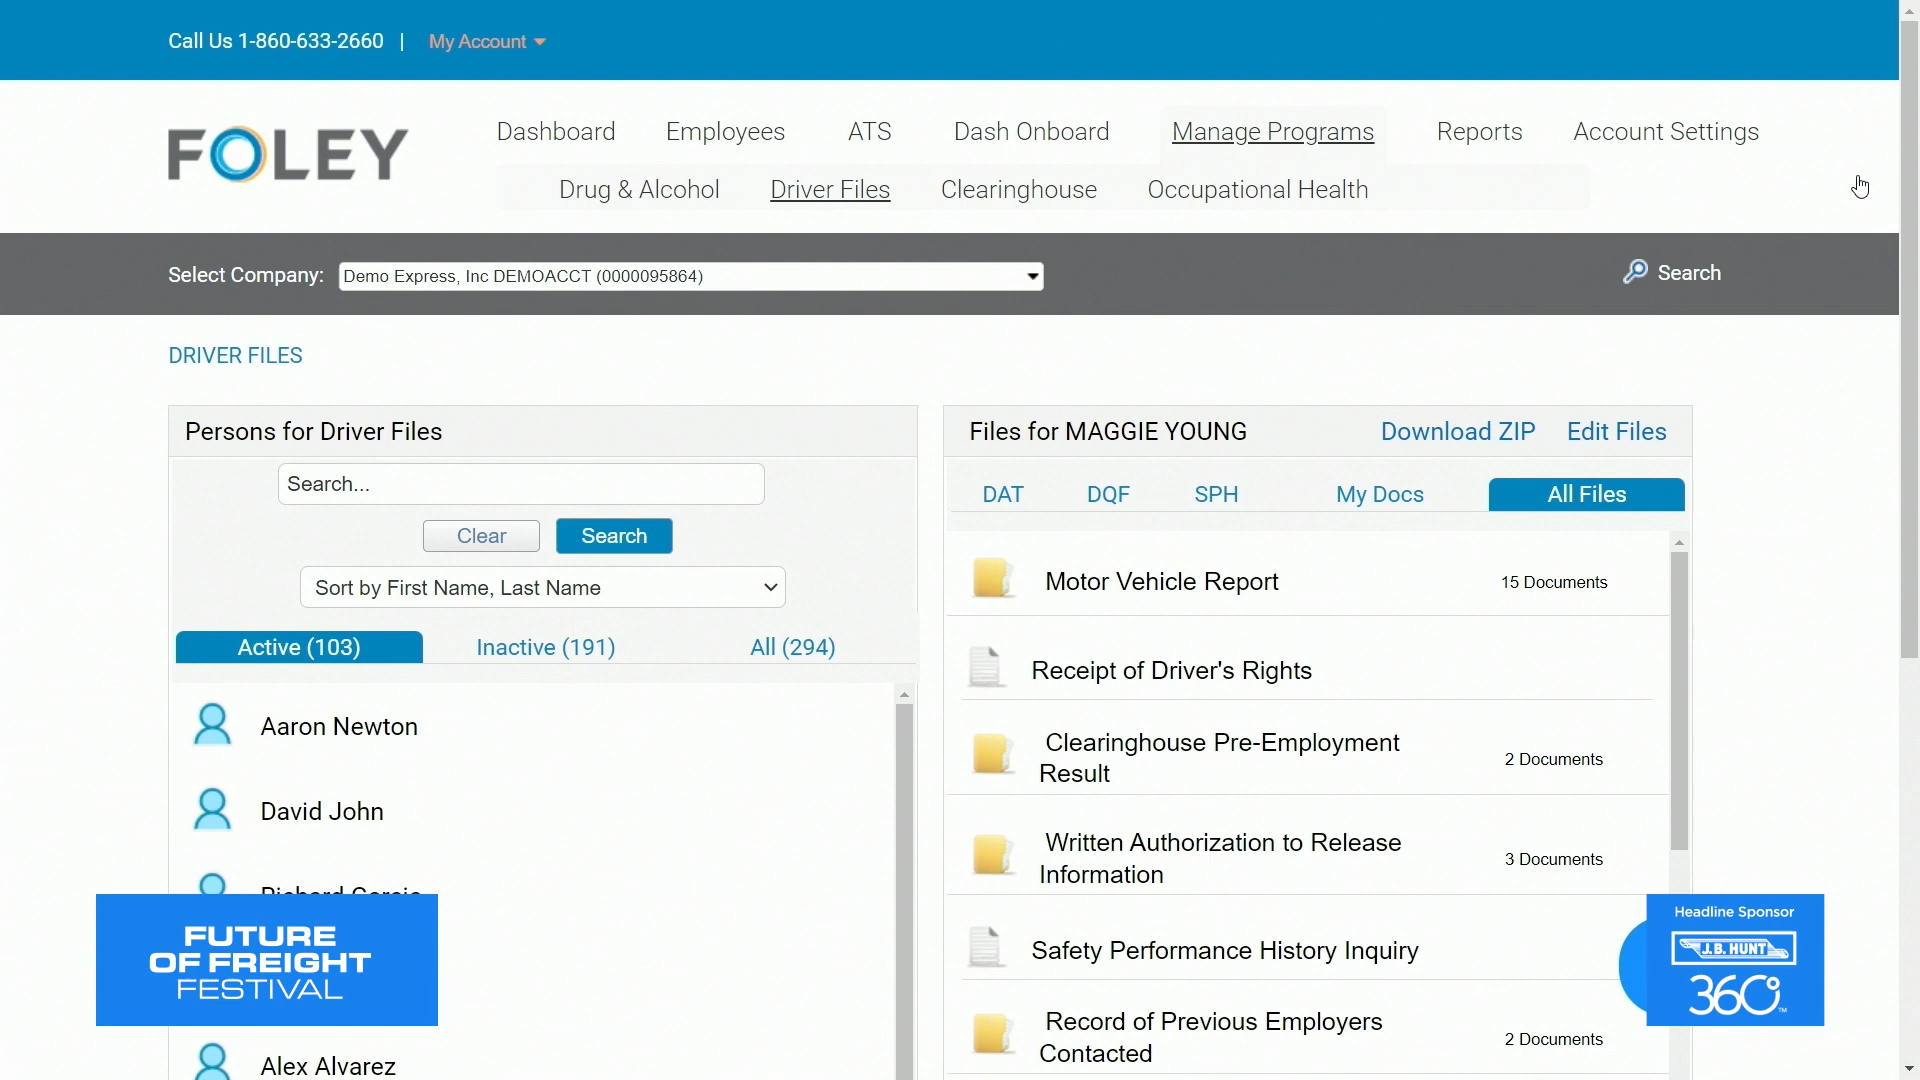 Call Us 1-860-633-2660 | My Account
FOLEY
Dashboard Employees ATS Dash Onboard Manage Programs Reports Account Settings
Drug & Alcohol Driver Files Clearinghouse Occupational Health
Select Company: Demo Express, Inc DEMOACCT (0000095864)
Search
DRIVER FILES
Persons for Driver Files
Search...
Clear Search
Sort by First Name, Last Name
Active (103) Inactive (191) All (294)
Aaron Newton
David John
Alex Alvarez
Files for MAGGIE YOUNG Download ZIP Edit Files
DAT DQF SPH My Docs All Files
Motor Vehicle Report 15 Documents
Receipt of Driver's Rights
Clearinghouse Pre-Employment
Result
2 Documents
Written Authorization to Release
Information
3 Documents
Safety Performance History Inquiry
Record of Previous Employers
Contacted
2 Documents
FUTURE
OF FREIGHT
FESTIVAL
Headline Sponsor
J.B. HUNT
360°